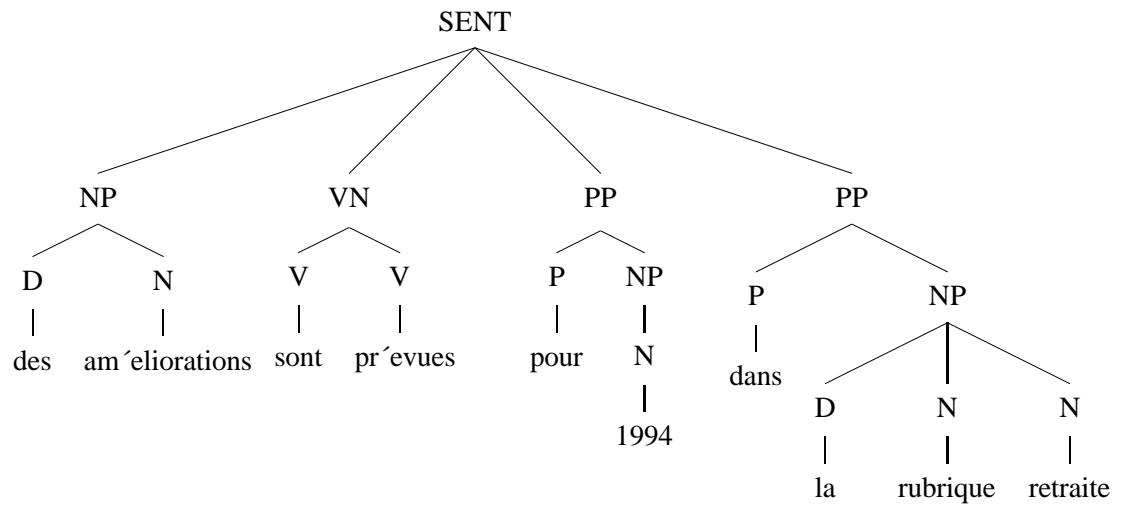 SENT
NP VN PP PP
D N V V P NP P NP
des am´eliorations sont pr´evues pour N dans
D N N
1994
la rubrique retraite